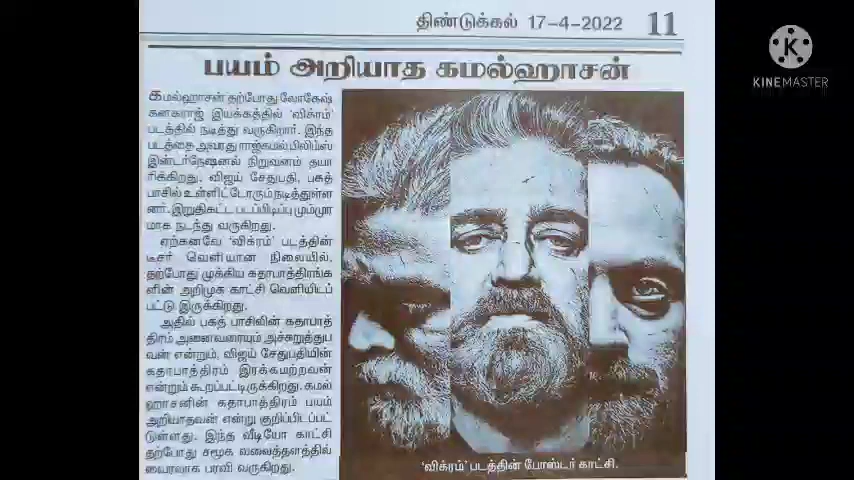 திண்டுக்கல் 17-4-2022 11
பயம் அறியாத கமல்ஹாசன்
கமல்ஹாசன் தற்போது லோகேஷ்
கனகராஜ் இயக்கத்தில் 'விக்ரம்'
படத்தில் நடித்து வருகிறார். இந்த
படத்தை அவரது ராஜ்கமல் பிலிம்ஸ்
இன்டர்நேஷனல் நிறுவனம் தயா
ரிக்கிறது. விஜய் சேதுபதி, பகத்
பாசில் உள்ளிட்டோரும் நடித்துள்ள
னர். இறுதிகட்ட படப்பிடிப்பு மும்முர
மாக நடந்து வருகிறது.
ஏற்கனவே 'விக்ரம்' படத்தின்
டீசர் வெளியான நிலையில்,
தற்போது முக்கிய கதாபாத்திரங்க
ளின் அறிமுக காட்சி வெளியிடப்
பட்டு இருக்கிறது.
அதில் பகத் பாசிலின் கதாபாத்
திரம் அனைவரையும் அச்சுறுத்துப
வன் என்றும், விஜய் சேதுபதியின்
கதாபாத்திரம் இரக்கமற்றவன்
என்றும் கூறப்பட்டிருக்கிறது. கமல்
ஹாசனின் கதாபாத்திரம் பயம்
அறியாதவன் என்று குறிப்பிடப்பட்
டுள்ளது. இந்த வீடியோ காட்சி
தற்போது சமூக வலைத்தளத்தில்
வைரலாக பரவி வருகிறது.
'விக்ரம்' படத்தின் போஸ்டர் காட்சி.
K
KINEMASTER